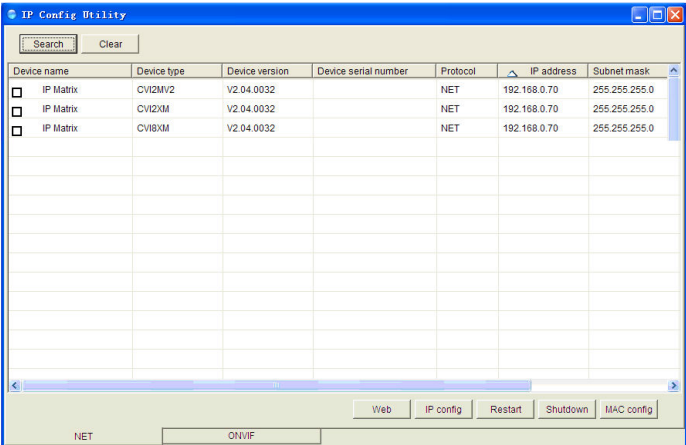 IP Config Utility
Search Clear
Device name Device type Device version Device serial number Protocol IP address Subnet mask
IP Matrix CVI2MV2 V2.04.0032 NET 192.168.0.70 255.255.255.0
IP Matrix CVI2XM V2.04.0032 NET 192.168.0.70 255.255.255.0
IP Matrix CVI8XM V2.04.0032 NET 192.168.0.70 255.255.255.0
Web IP config Restart Shutdown MAC config
NET ONVIF